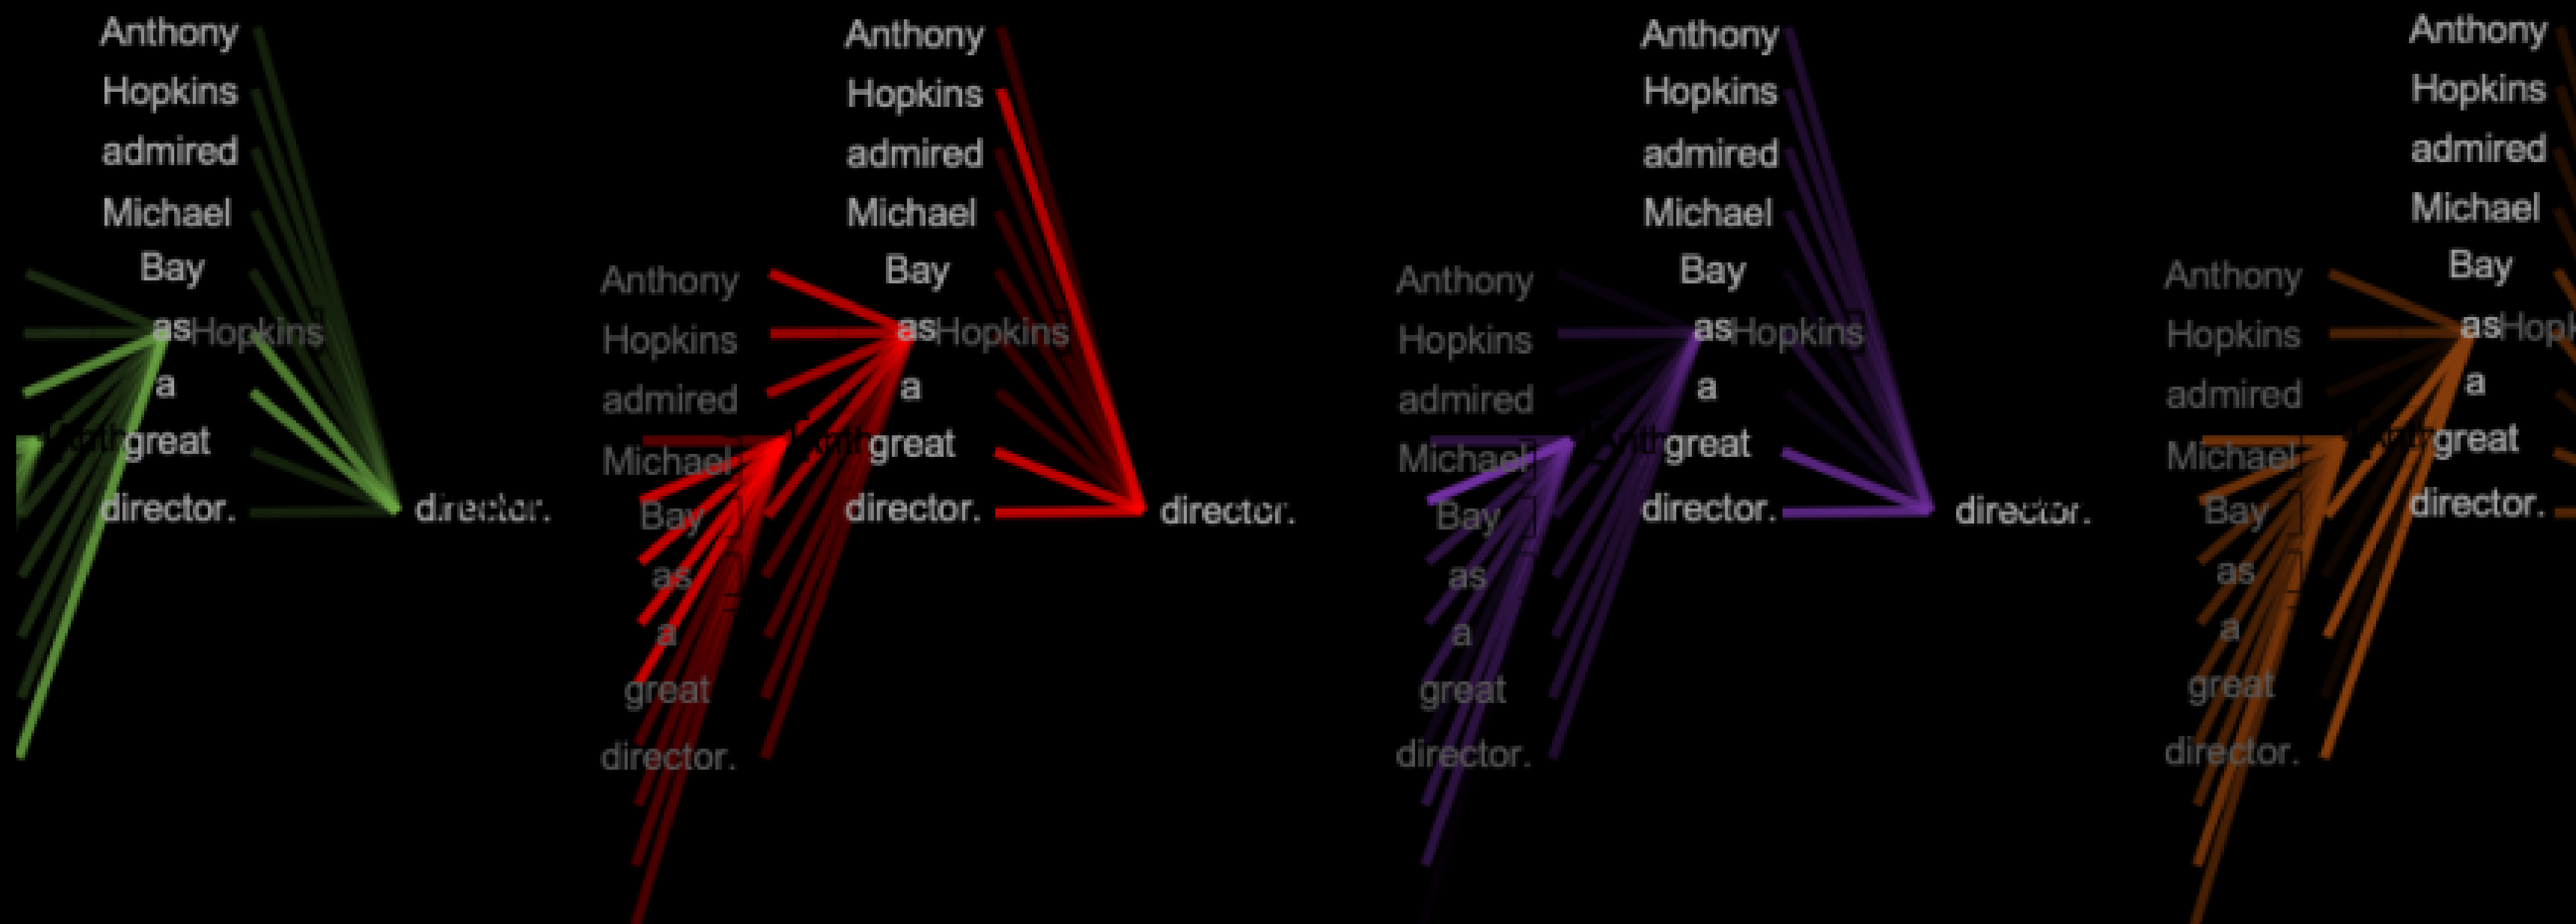 Anthony
Hopkins
admired
Michael
Bay
as Hopkins
a
great
director. director.
Anthony
Hopkins
admired
Michael
Bay
as Hopkins
a
great
director. director.
Anthony
Hopkins
admired
Michael
Bay
as
a
great
director.
Anthony
Hopkins
admired
Michael
Bay
as Hopkins
a
great
director. director.
Anthony
Hopkins
admired
Michael
Bay
as
a
great
director.
Anthony
Hopkins
admired
Michael
Bay
as
a
great
director.
Anthony
Hopkins
admired
Michael
Bay
as
a
great
director.